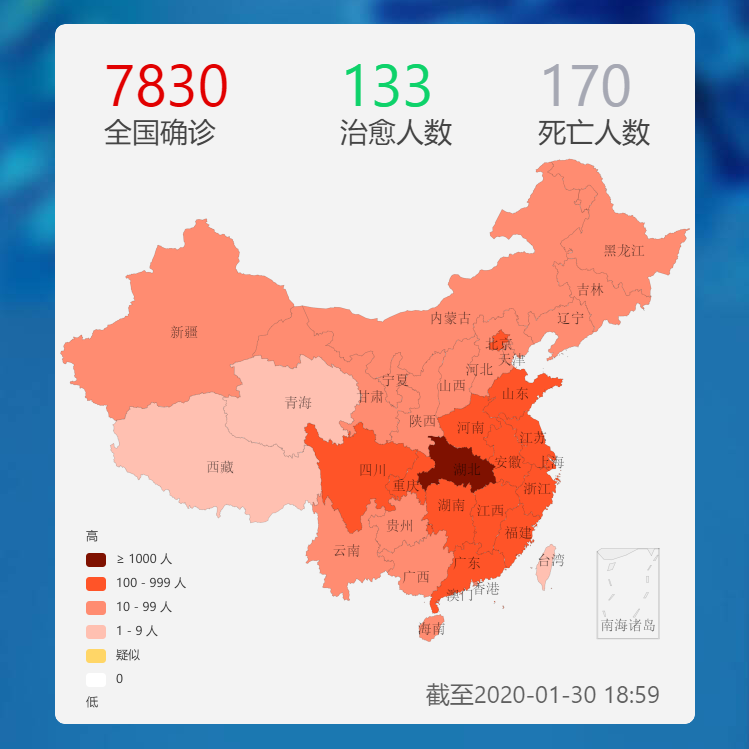 7830 133 170
全国确诊 治愈人数 死亡人数
黑龙江
吉林
内蒙古 辽宁
新疆
北京
天津
河北
宁夏
山西
甘肃 山东
青海
陕西
河南
江苏
西藏 四川 湖北 安徽 上海
重庆 浙江
湖南 江西
贵州 福建
云南
台湾
广东
广西
香港
澳门
海南 南海诸岛
高
≥ 1000 人
100 - 999 人
10 - 99 人
1 - 9 人
疑似
0
低
截至2020-01-30 18:59